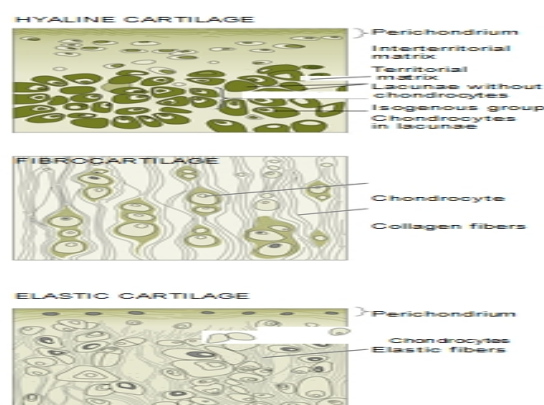 HYALINE CARTILAGE
Perichondrium
Interterritorial
matrix
Territorial
matrix
Lacunae without
chondrocytes
Isogenous group
Chondrocytes
in lacunae
FIBROCARTILAGE
Chondrocyte
Collagen fibers
ELASTIC CARTILAGE
Perichondrium
Chondrocytes
Elastic fibers